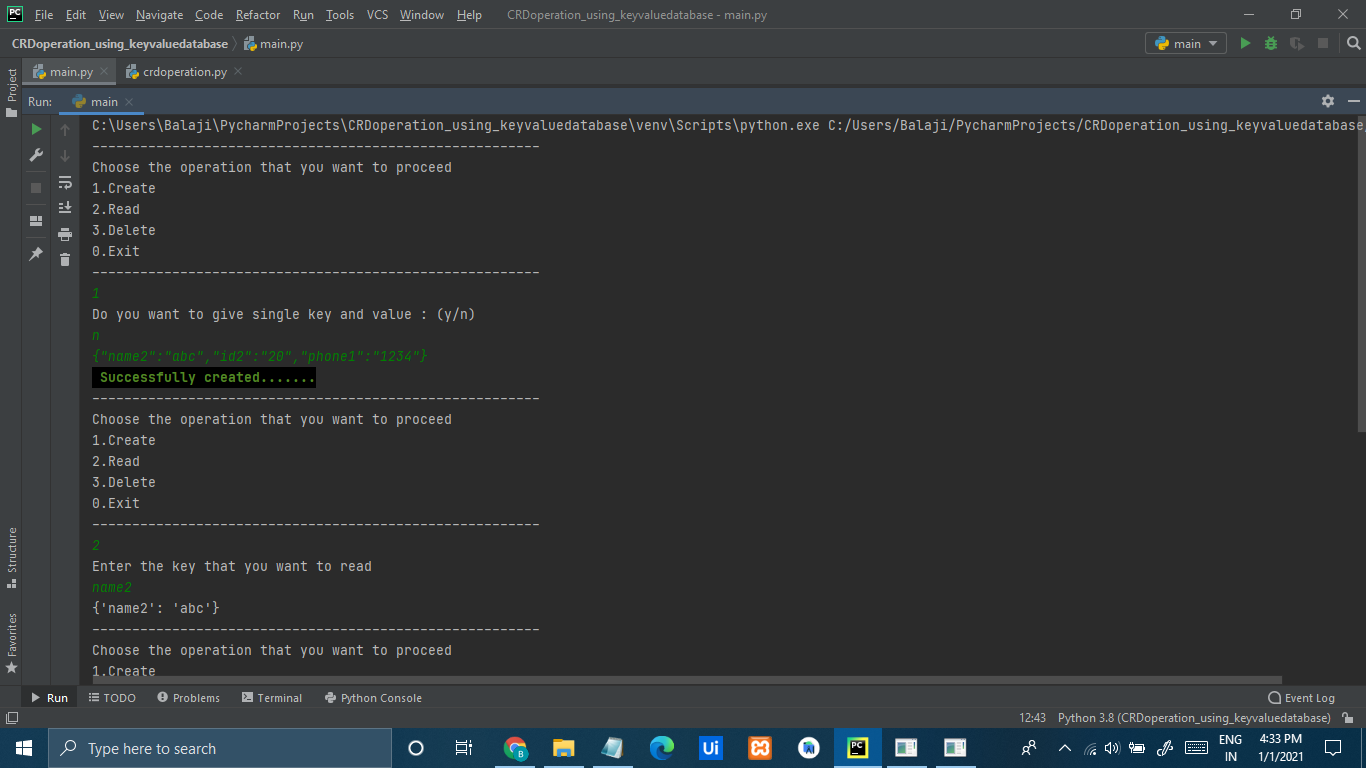 File Edit View Navigate Code Refactor Run Tools VCS Window Help CRDoperation_using_keyvaluedatabase - main.py
CRDoperation_using_keyvaluedatabase main.py main
main.py crdoperation.py
Project
Run: main
C:\Users\Balaji\PycharmProjects\CRDoperation_using_keyvaluedatabase\venv\Scripts\python.exe C:/Users/Balaji/PycharmProjects/CRDoperation_using_keyvaluedatabase
--------------------------------------------------------
Choose the operation that you want to proceed
1.Create
2.Read
3.Delete
0.Exit
--------------------------------------------------------
1
Do you want to give single key and value : (y/n)
n
{"name2":"abc","id2":"20","phone1":"1234"}
Successfully created.......
--------------------------------------------------------
Choose the operation that you want to proceed
1.Create
2.Read
3.Delete
0.Exit
--------------------------------------------------------
2
Enter the key that you want to read
name2
{'name2': 'abc'}
--------------------------------------------------------
Choose the operation that you want to proceed
1.Create
Structure
Favorites
Run TODO Problems Terminal Python Console Event Log
12:43 Python 3.8 (CRDoperation_using_keyvaluedatabase)
Type here to search
Ui
PC
ENG
IN
4:33 PM
1/1/2021